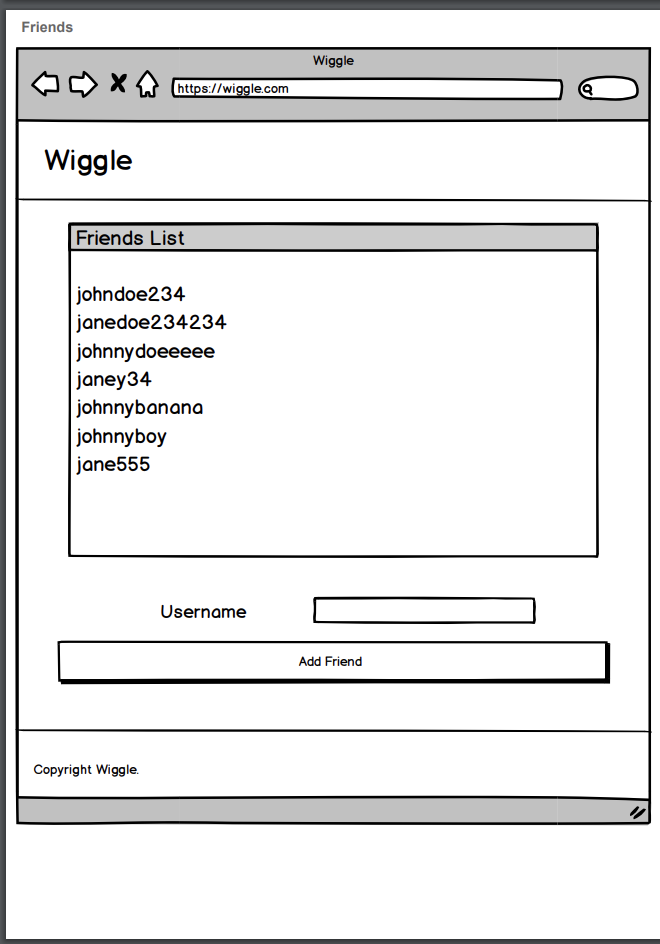 Friends
Wiggle
https://wiggle.com
Wiggle
Friends List
johndoe234
janedoe234234
johnnydoeeeee
janey34
johnnybanana
johnnyboy
jane555
Username
Add Friend
Copyright Wiggle.